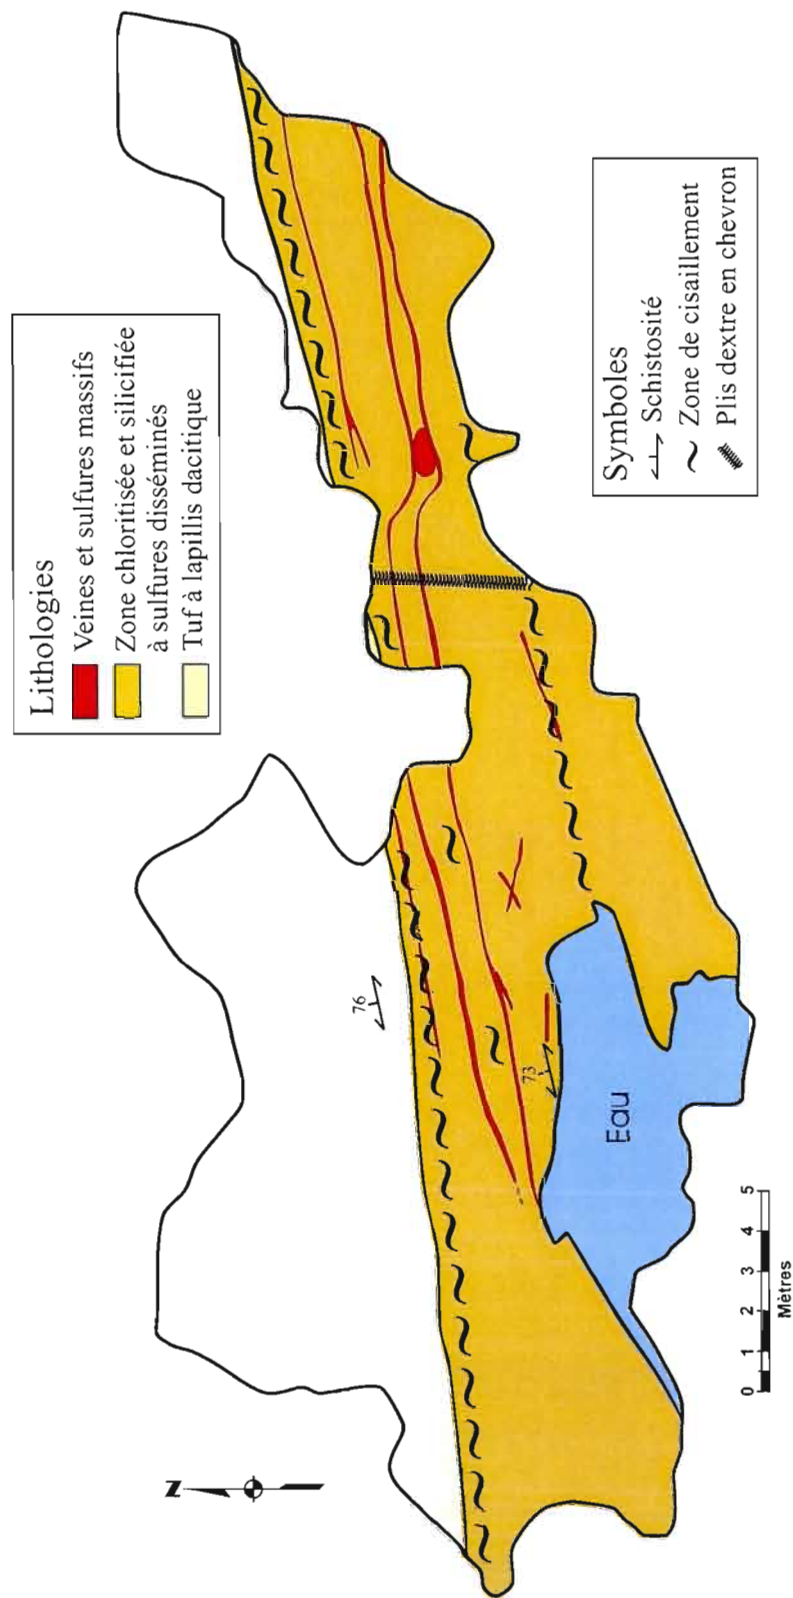 Lithologies
Veines et sulfures massifs
Zone chloritisée et silicifiée
à sulfures disséminés
Tuf à lapillis dacitique
Symboles
Schistosité
Zone de cisaillement
Plis dextre en chevron
76
73
Eau
N
0 1 2 3 4 5
Mètres